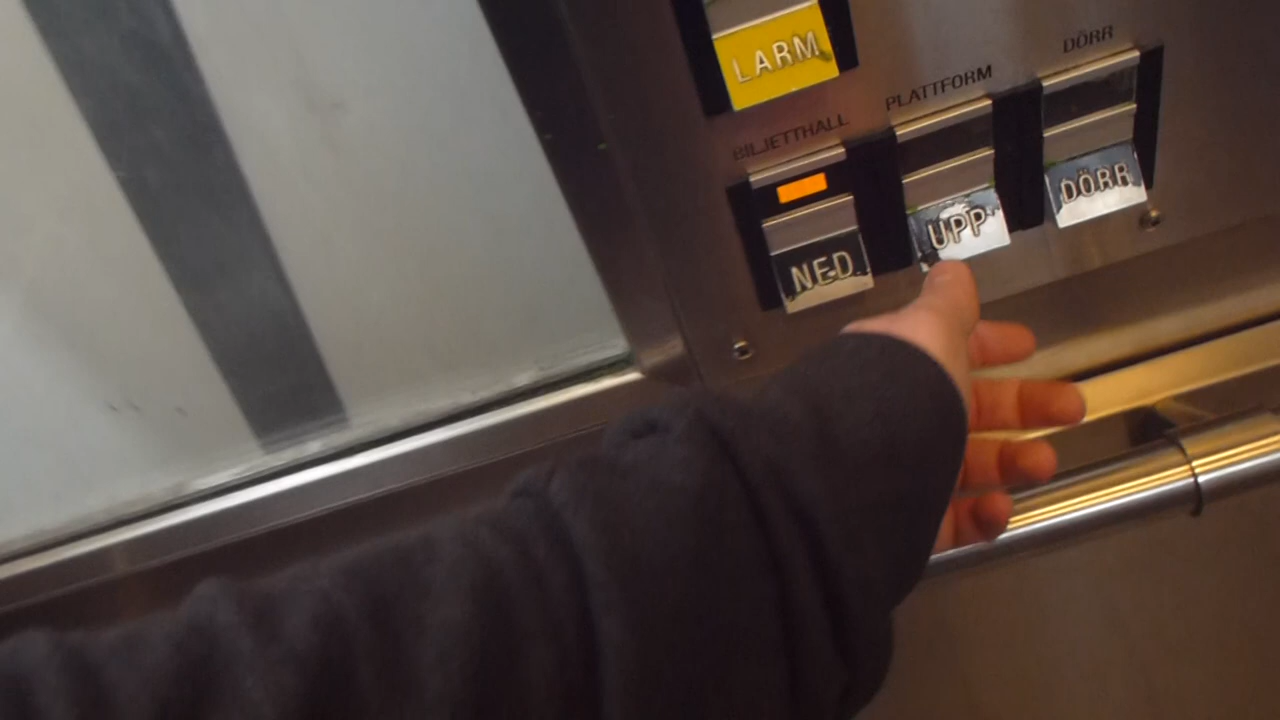 LARM
BILJETTHALL
PLATTFORM
DÖRR
NED
UPP
DÖRR